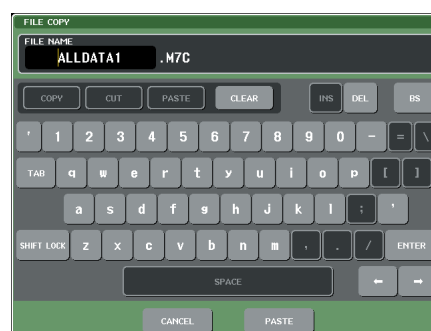 FILE COPY
FILE NAME
ALLDATA1 .M7C
COPY CUT PASTE CLEAR INS DEL BS
' 1 2 3 4 5 6 7 8 9 0 - = \
TAB q w e r t y u i o p [ ]
a s d f g h j k l ; '
SHIFT LOCK z x c v b n m , . / ENTER
SPACE ← →
CANCEL PASTE